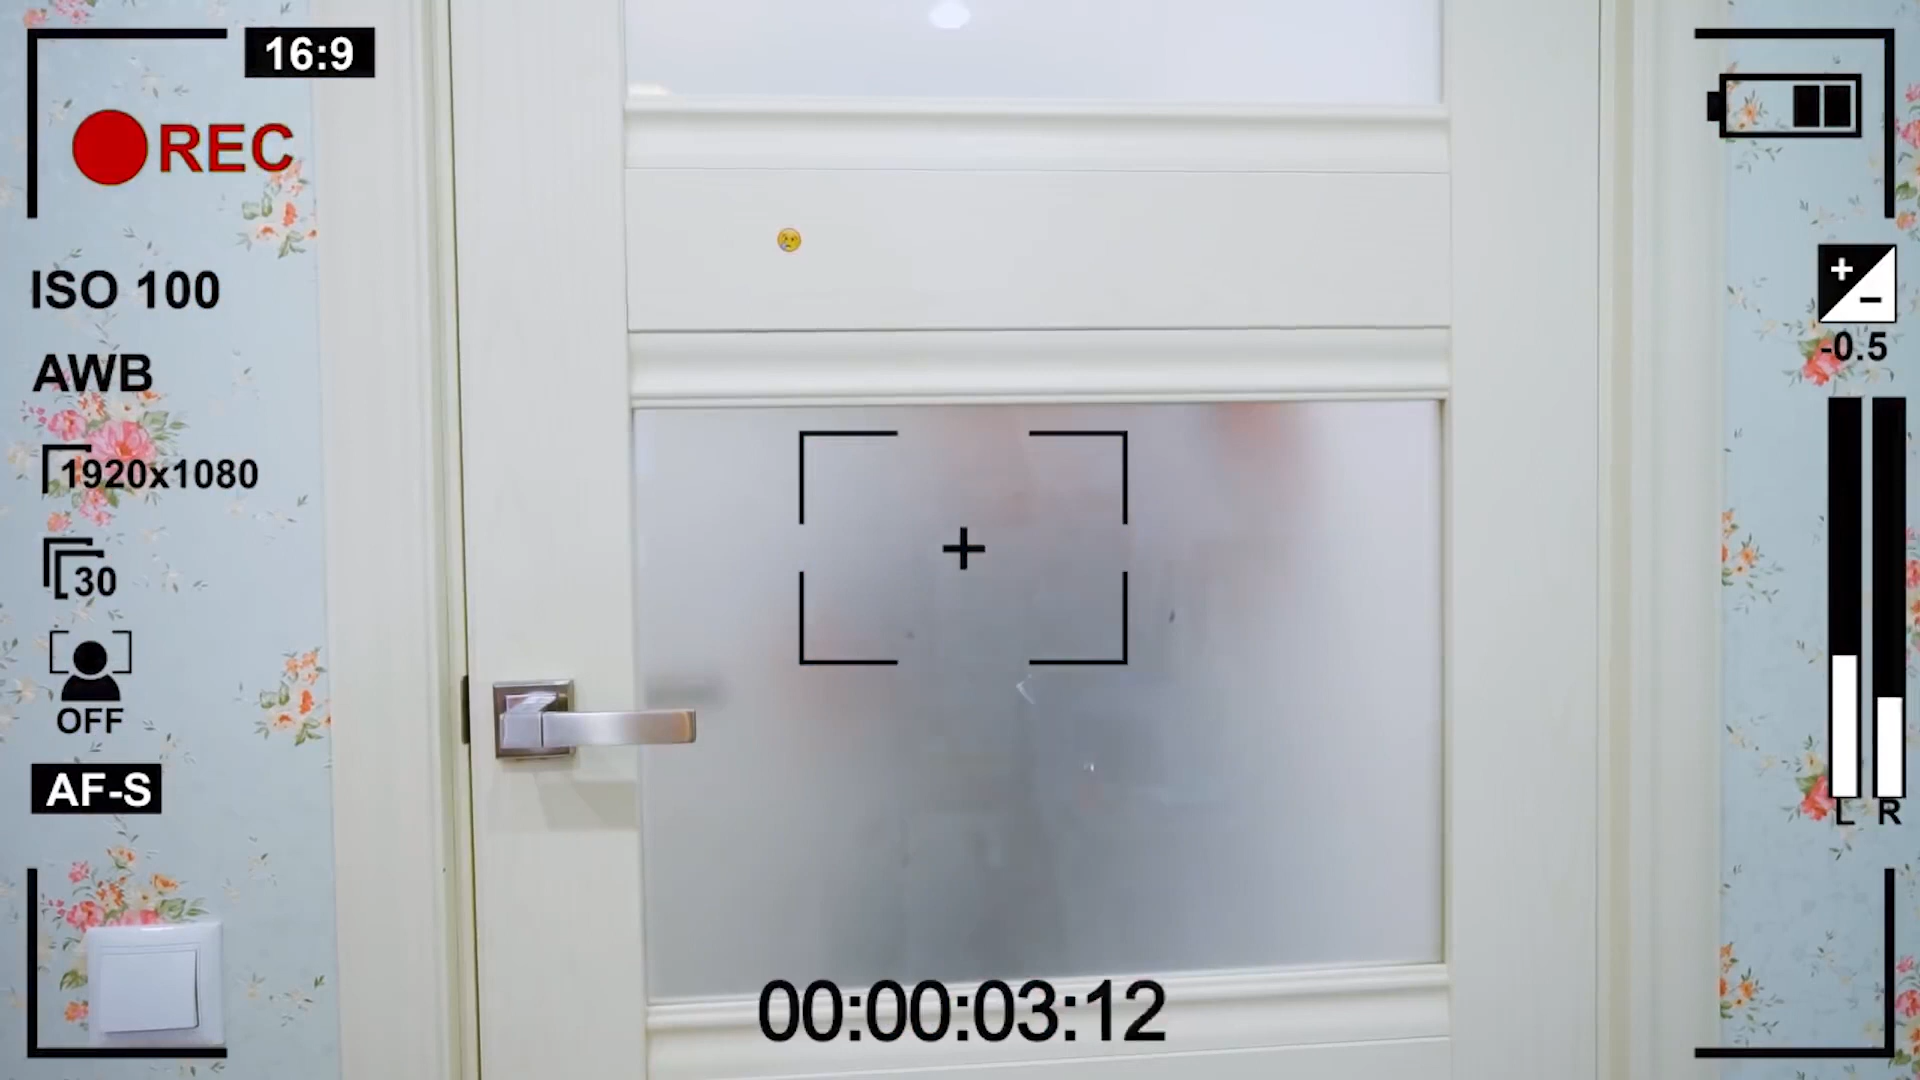 16:9
REC
ISO 100
AWB
1920x1080
30
OFF
AF-S
+
-
-0.5
L R
00:00:03:12